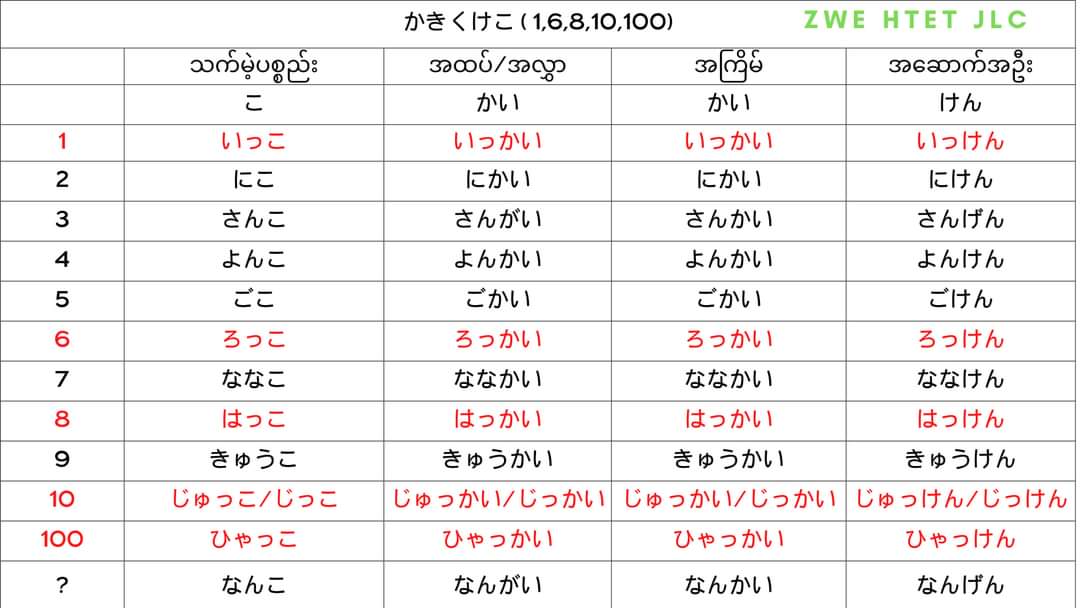 かきくけこ ( 1,6,8,10,100) ZWE HTET JLC
သက်မဲ့ပစ္စည်း အထပ်/အလွှာ အကြိမ် အဆောက်အဦး
こ かい かい けん
1 いっこ いっかい いっかい いっけん
2 にこ にかい にかい にけん
3 さんこ さんがい さんかい さんげん
4 よんこ よんかい よんかい よんけん
5 ごこ ごかい ごかい ごけん
6 ろっこ ろっかい ろっかい ろっけん
7 ななこ ななかい ななかい ななけん
8 はっこ はっかい はっかい はっけん
9 きゅうこ きゅうかい きゅうかい きゅうけん
10 じゅっこ/じっこ じゅっかい/じっかい じゅっかい/じっかい じゅっけん/じっけん
100 ひゃっこ ひゃっかい ひゃっかい ひゃっけん
? なんこ なんがい なんかい なんげん